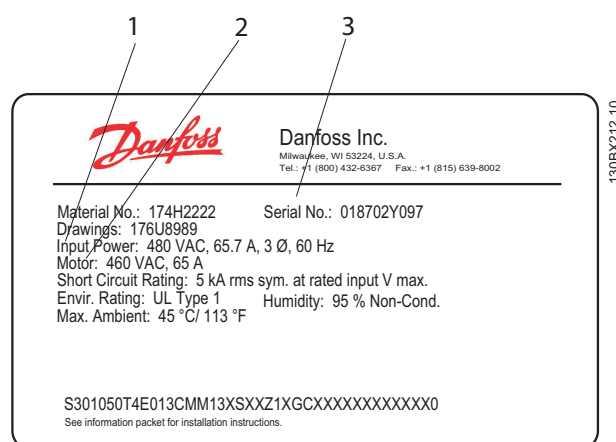 1 2 3
130BX212.10
Danfoss
Danfoss Inc.
Milwaukee, WI 53224, U.S.A.
Tel.: +1 (800) 432-6367 Fax.: +1 (815) 639-8002
Material No.: 174H2222 Serial No.: 018702Y097
Drawings: 176U8989
Input Power: 480 VAC, 65.7 A, 3 Ø, 60 Hz
Motor: 460 VAC, 65 A
Short Circuit Rating: 5 kA rms sym. at rated input V max.
Envir. Rating: UL Type 1 Humidity: 95 % Non-Cond.
Max. Ambient: 45 °C/ 113 °F
S301050T4E013CMM13XSXXZ1XGCXXXXXXXXXXXX0
See information packet for installation instructions.